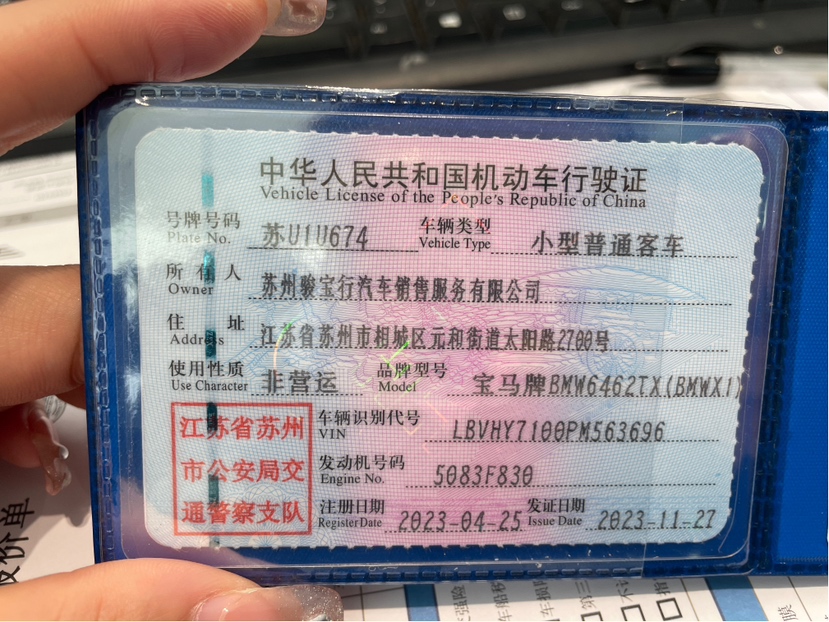 中华人民共和国机动车行驶证
Vehicle License of the People's Republic of China
号牌号码 苏U1U674 车辆类型 小型普通客车
Plate No. Vehicle Type
所有人 苏州骏宝行汽车销售服务有限公司
Owner
住址 江苏省苏州市相城区元和街道太阳路2700号
Address
使用性质 非营运 品牌型号 宝马牌BMW6462TX(BMWX1)
Use Character Model
江苏省苏州
市公安局交
通警察支队
车辆识别代号 LBVHY7100PM563696
VIN
发动机号码 5083F830
Engine No.
注册日期 2023-04-25 发证日期 2023-11-27
Register Date Issue Date
价单